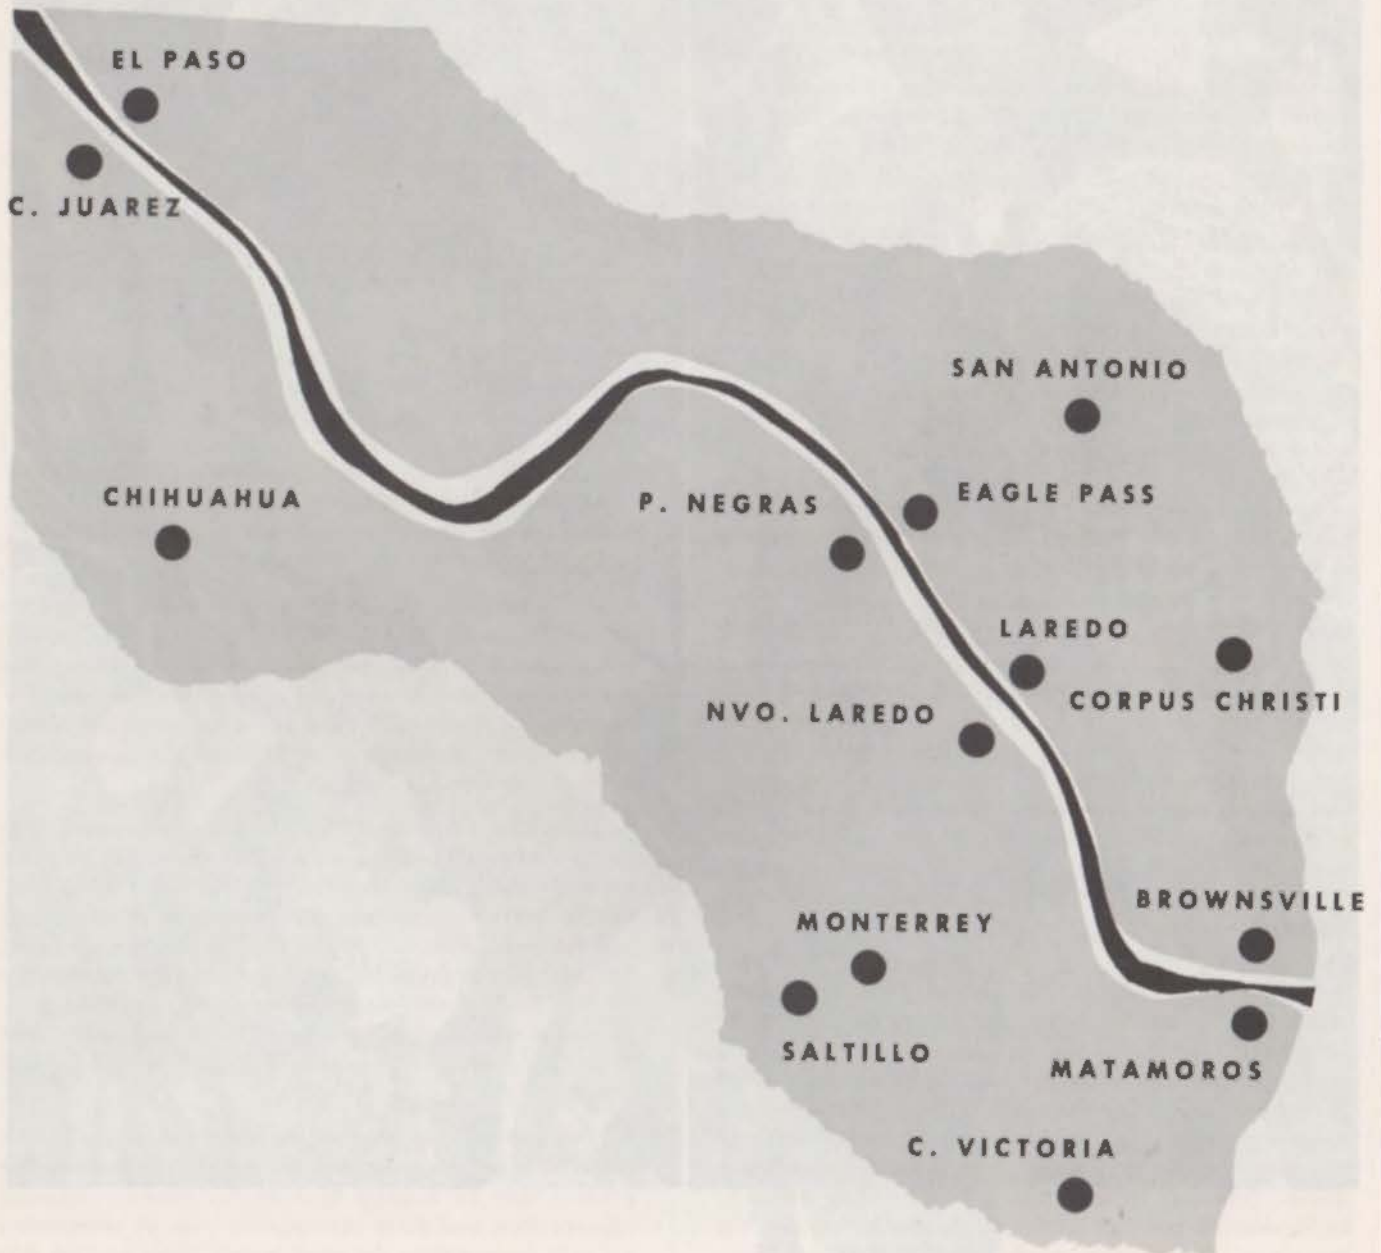 EL PASO
C. JUAREZ
SAN ANTONIO
CHIHUAHUA
P. NEGRAS
EAGLE PASS
LAREDO
CORPUS CHRISTI
NVO. LAREDO
BROWNSVILLE
MONTERREY
SALTILLO
MATAMOROS
C. VICTORIA